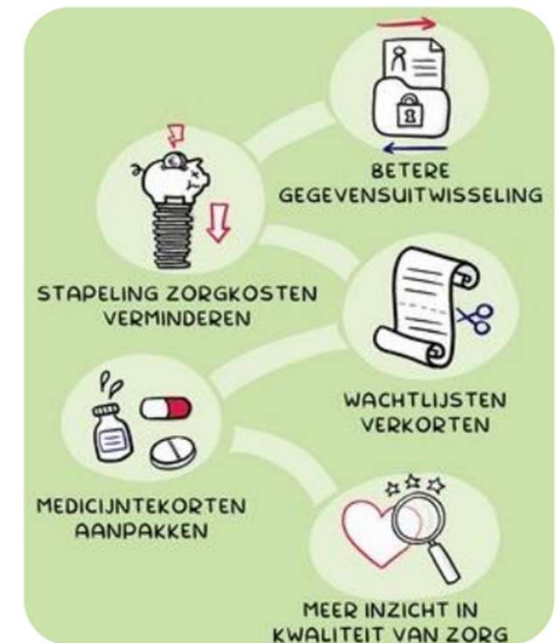 BETERE
GEGEVENSUITWISSELING
STAPELING ZORGKOSTEN
VERMINDEREN
WACHTLIJSTEN
VERKORTEN
MEDICIJNTEKORTEN
AANPAKKEN
MEER INZICHT IN
KWALITEIT VAN ZORG